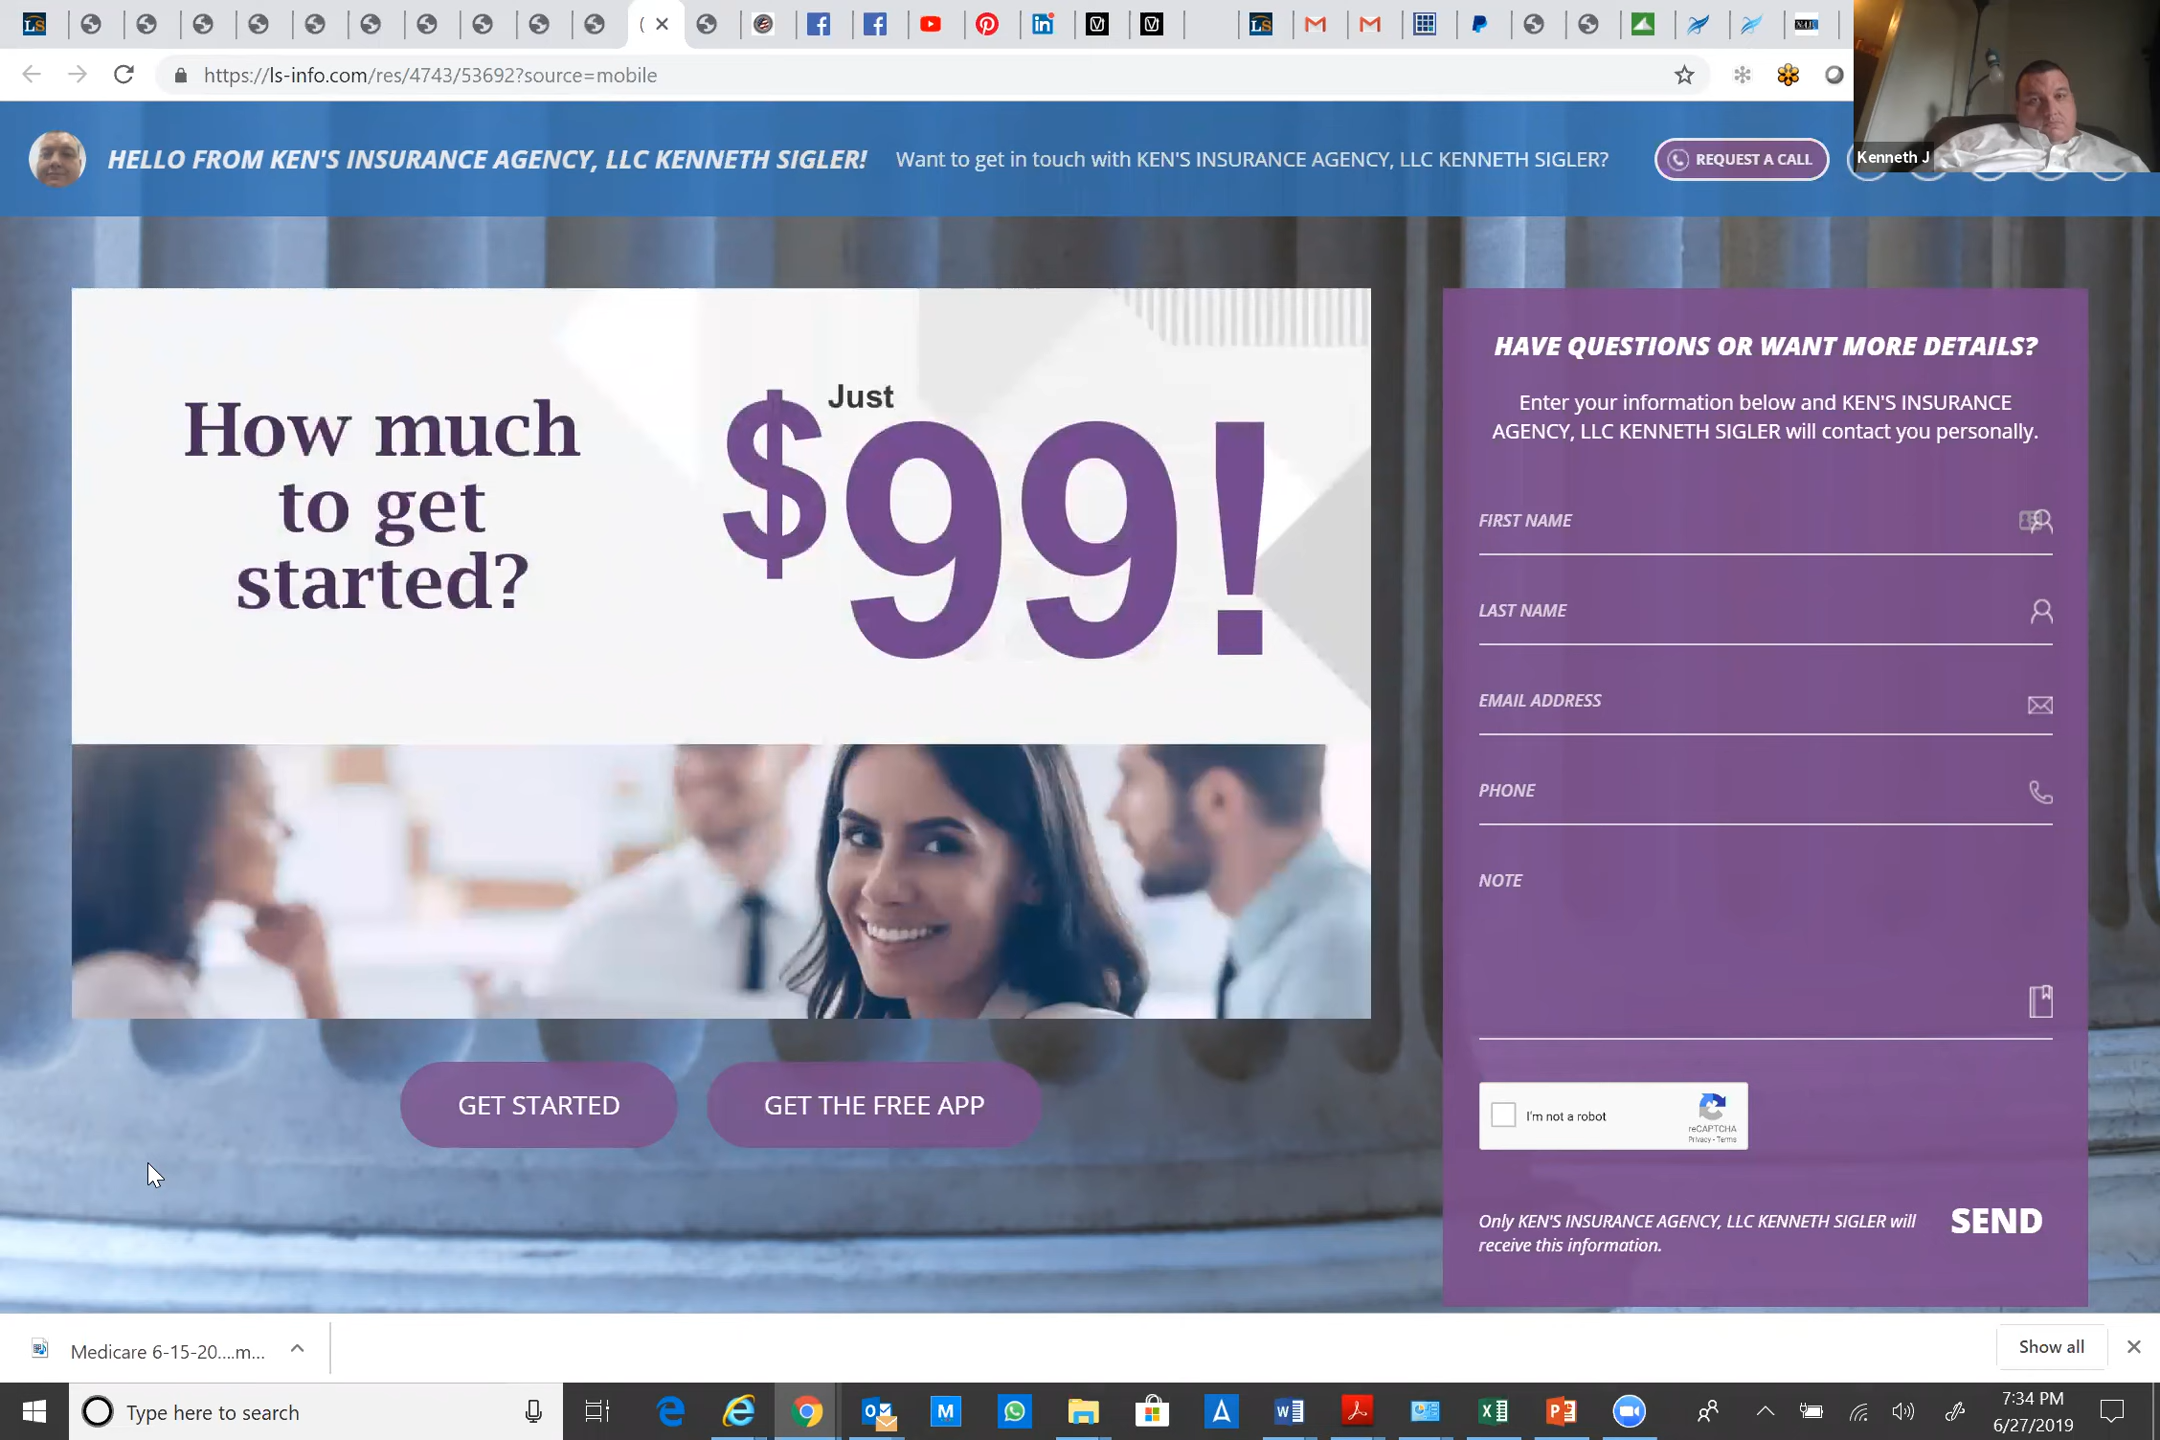 https://ls-info.com/res/4743/53692?source=mobile
Kenneth J
HELLO FROM KEN'S INSURANCE AGENCY, LLC KENNETH SIGLER!
Want to get in touch with KEN'S INSURANCE AGENCY, LLC KENNETH SIGLER?
REQUEST A CALL
How much
to get
started?
Just
$99!
GET STARTED
GET THE FREE APP
HAVE QUESTIONS OR WANT MORE DETAILS?
Enter your information below and KEN'S INSURANCE
AGENCY, LLC KENNETH SIGLER will contact you personally.
FIRST NAME
LAST NAME
EMAIL ADDRESS
PHONE
NOTE
I'm not a robot
reCAPTCHA
Privacy - Terms
Only KEN'S INSURANCE AGENCY, LLC KENNETH SIGLER will
receive this information.
SEND
Medicare 6-15-20....m...
Show all
Type here to search
7:34 PM
6/27/2019